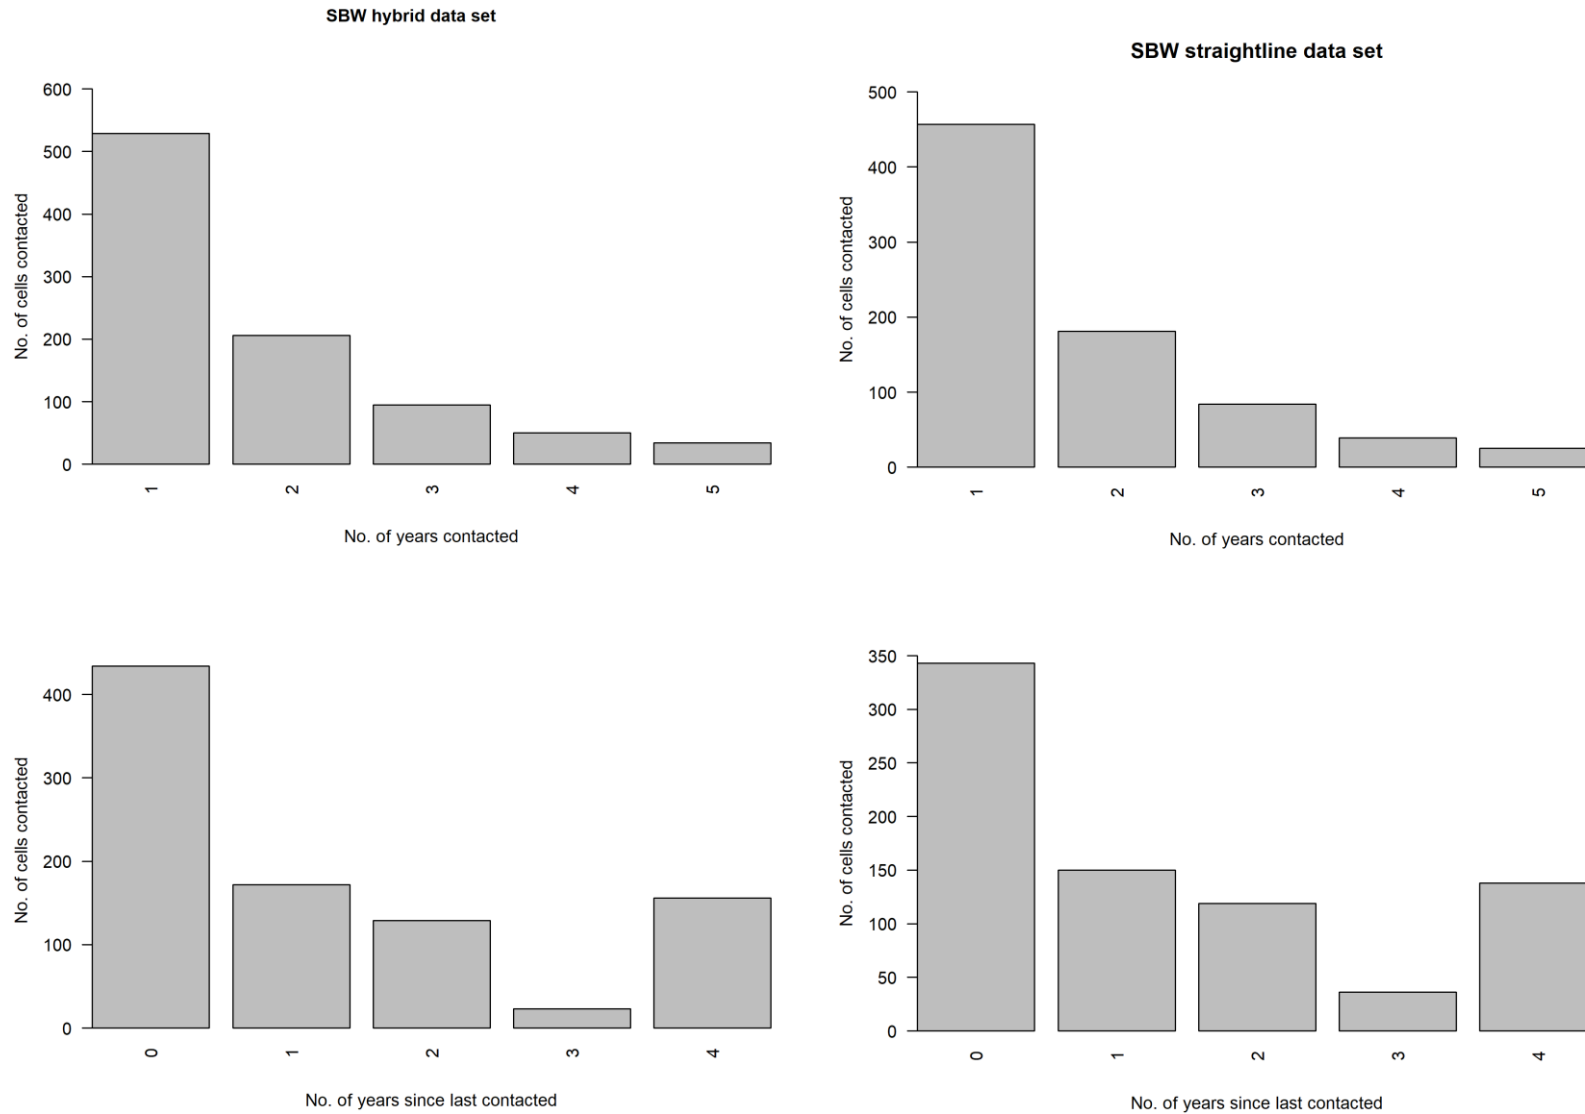 SBW hybrid data set
600
500
400
300
200
100
0
No. of cells contacted
1 2 3 4 5
No. of years contacted
SBW straightline data set
500
400
300
200
100
0
No. of cells contacted
1 2 3 4 5
No. of years contacted
400
300
200
100
0
No. of cells contacted
0 1 2 3 4
No. of years since last contacted
350
300
250
200
150
100
50
0
No. of cells contacted
0 1 2 3 4
No. of years since last contacted